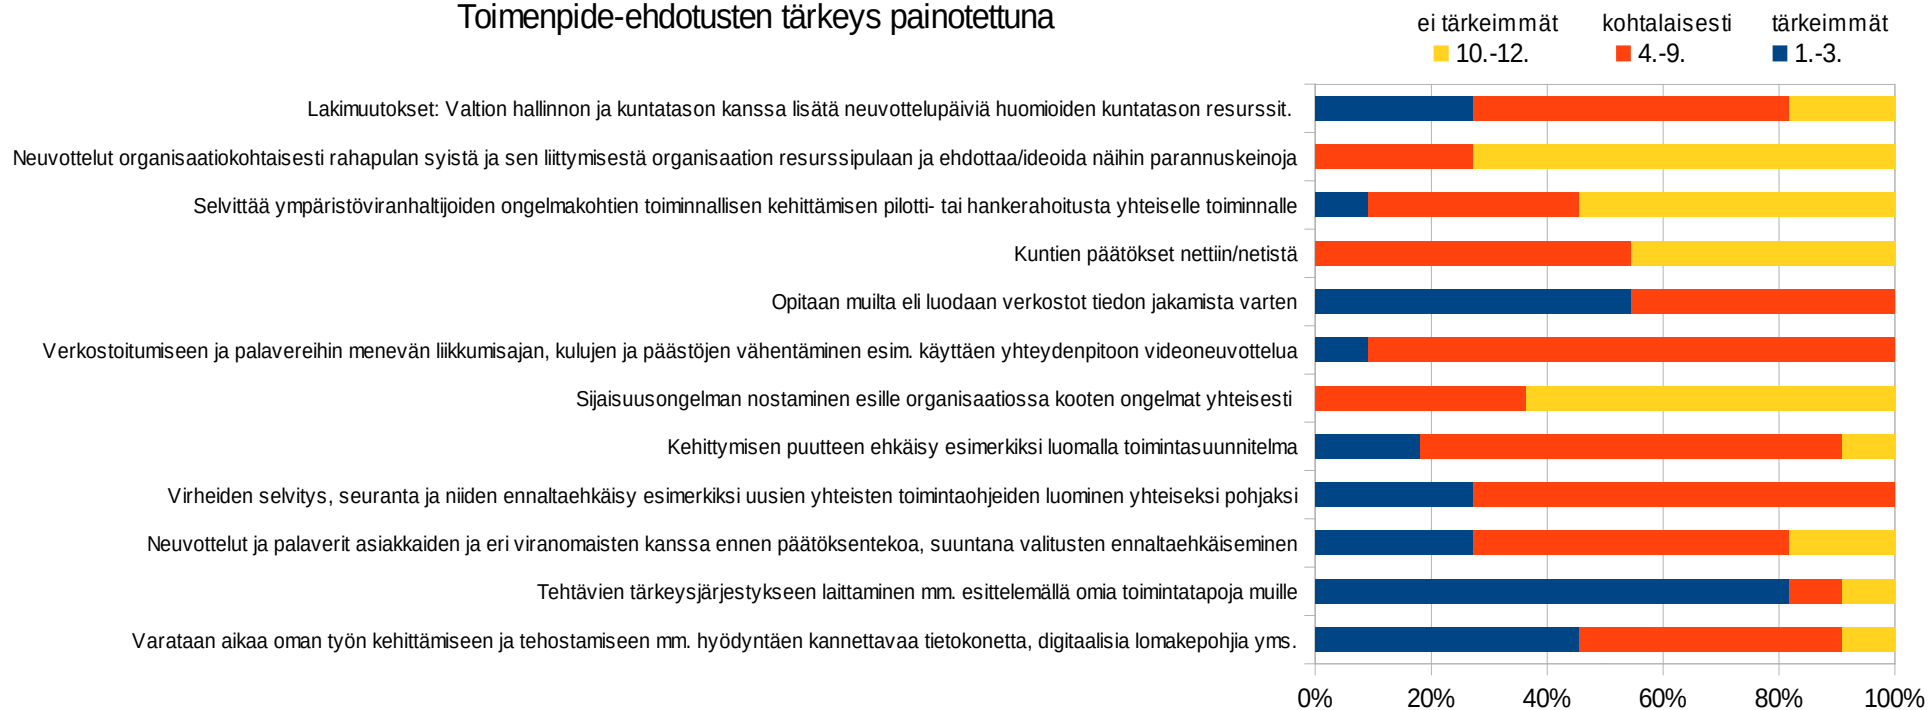 Toimenpide-ehdotusten tärkeys painotettuna
ei tärkeimmät kohtalaisesti tärkeimmät
10.-12. 4.-9. 1.-3.
Lakimuutokset: Valtion hallinnon ja kuntatason kanssa lisätä neuvottelupäiviä huomioiden kuntatason resurssit.
Neuvottelut organisaatiokohtaisesti rahapulan syistä ja sen liittymisestä organisaation resurssipulaan ja ehdottaa/ideoida näihin parannuskeinoja
Selvittää ympäristöviranhaltijoiden ongelmakohtien toiminnallisen kehittämisen pilotti- tai hankerahoitusta yhteiselle toiminnalle
Kuntien päätökset nettiin/netistä
Opitaan muilta eli luodaan verkostot tiedon jakamista varten
Verkostoitumiseen ja palavereihin menevän liikkumisajan, kulujen ja päästöjen vähentäminen esim. käyttäen yhteydenpitoon videoneuvottelua
Sijaisuusongelman nostaminen esille organisaatiossa kooten ongelmat yhteisesti
Kehittymisen puutteen ehkäisy esimerkiksi luomalla toimintasuunnitelma
Virheiden selvitys, seuranta ja niiden ennaltaehkäisy esimerkiksi uusien yhteisten toimintaohjeiden luominen yhteiseksi pohjaksi
Neuvottelut ja palaverit asiakkaiden ja eri viranomaisten kanssa ennen päätöksentekoa, suuntana valitusten ennaltaehkäiseminen
Tehtävien tärkeysjärjestykseen laittaminen mm. esittelemällä omia toimintatapoja muille
Varataan aikaa oman työn kehittämiseen ja tehostamiseen mm. hyödyntäen kannettavaa tietokonetta, digitaalisia lomakepohjia yms.
0% 20% 40% 60% 80% 100%